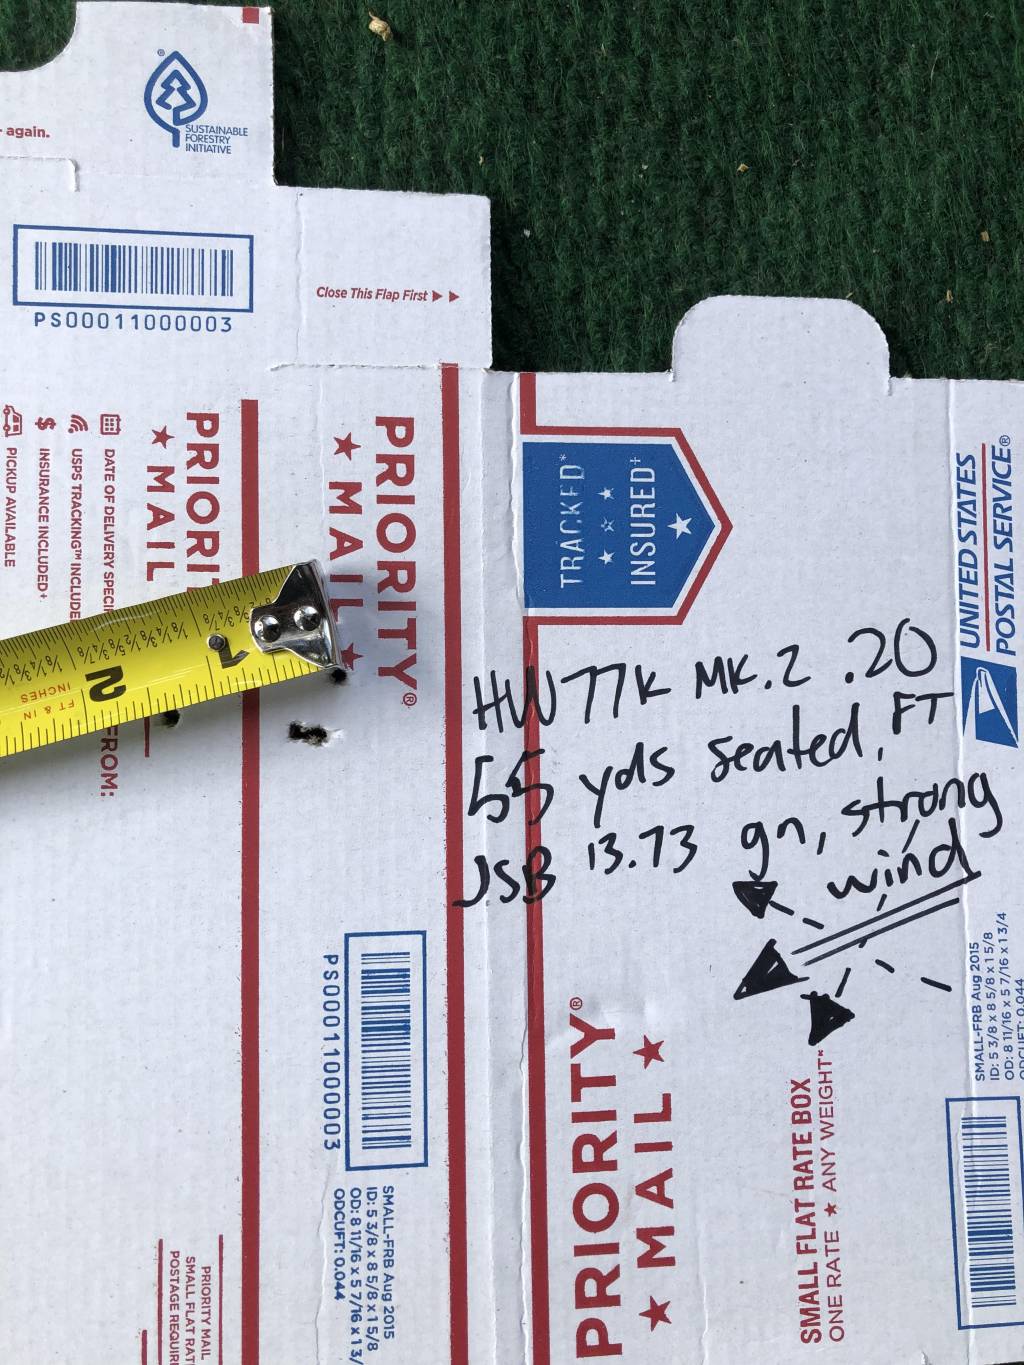 again.
®
SUSTAINABLE
FORESTRY
INITIATIVE
PS00011000003
Close This Flap First
PRIORITY®
★ MAIL ★
PRIORI
★ MAIL
DATE OF DELIVERY SPECI
USPS TRACKING™ INCLUDE
$ INSURANCE INCLUDED+
PICKUP AVAILABLE
FROM:
TRACKED*
★ ★ ★
INSURED+
UNITED STATES
POSTAL SERVICE®
1
2
FT & IN
INCHES
HW77K MK.2 .20
55 yds seated, FT
JSB 13.73 gn, strong
wind
PS00011000003
SMALL-FRB Aug 2015
ID: 5 3/8 x 8 5/8 x 1 5/8
OD: 8 11/16 x 5 7/16 x 1 3/
ODCUFT: 0.044
SMALL-FRB Aug 2015
ID: 5 3/8 x 8 5/8 x 1 5/8
OD: 8 11/16 x 5 7/16 x 1 3/4
ODCUFT: 0.044
PRIORITY®
★ MAIL ★
SMALL FLAT RATE BOX
ONE RATE ★ ANY WEIGHT*
PRIORITY MAIL
SMALL FLAT RAT
POSTAGE REQUIR